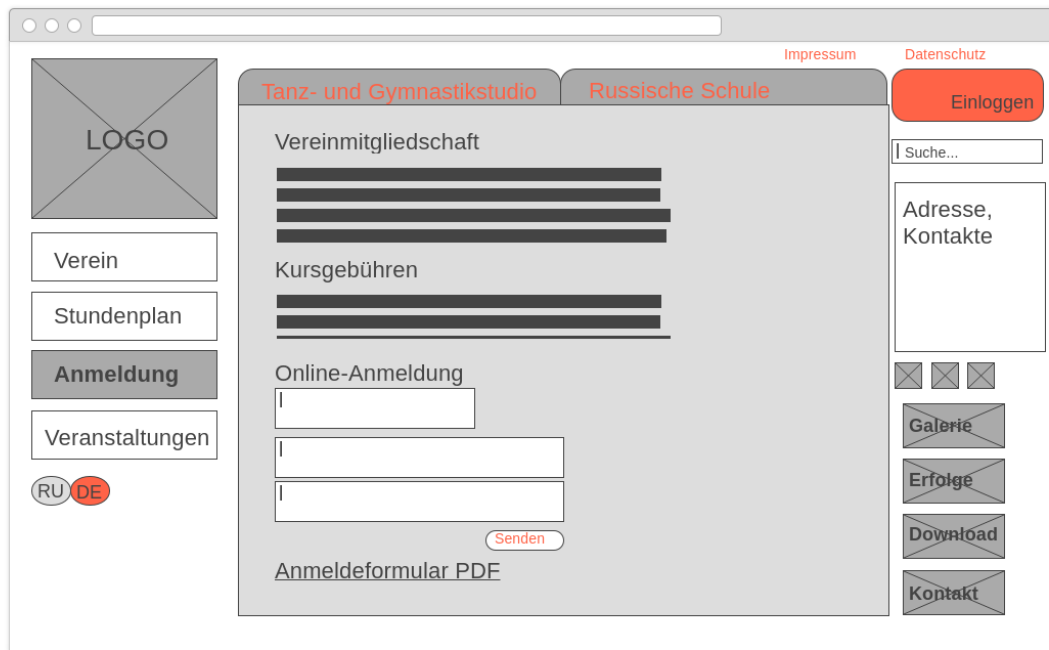 Impressum
Datenschutz
LOGO
Tanz- und Gymnastikstudio
Russische Schule
Einloggen
Suche...
Vereinmitgliedschaft
Adresse,
Kontakte
Verein
Stundenplan
Anmeldung
Veranstaltungen
RU
DE
Kursgebühren
Online-Anmeldung
Senden
Anmeldeformular PDF
Galerie
Erfolge
Download
Kontakt